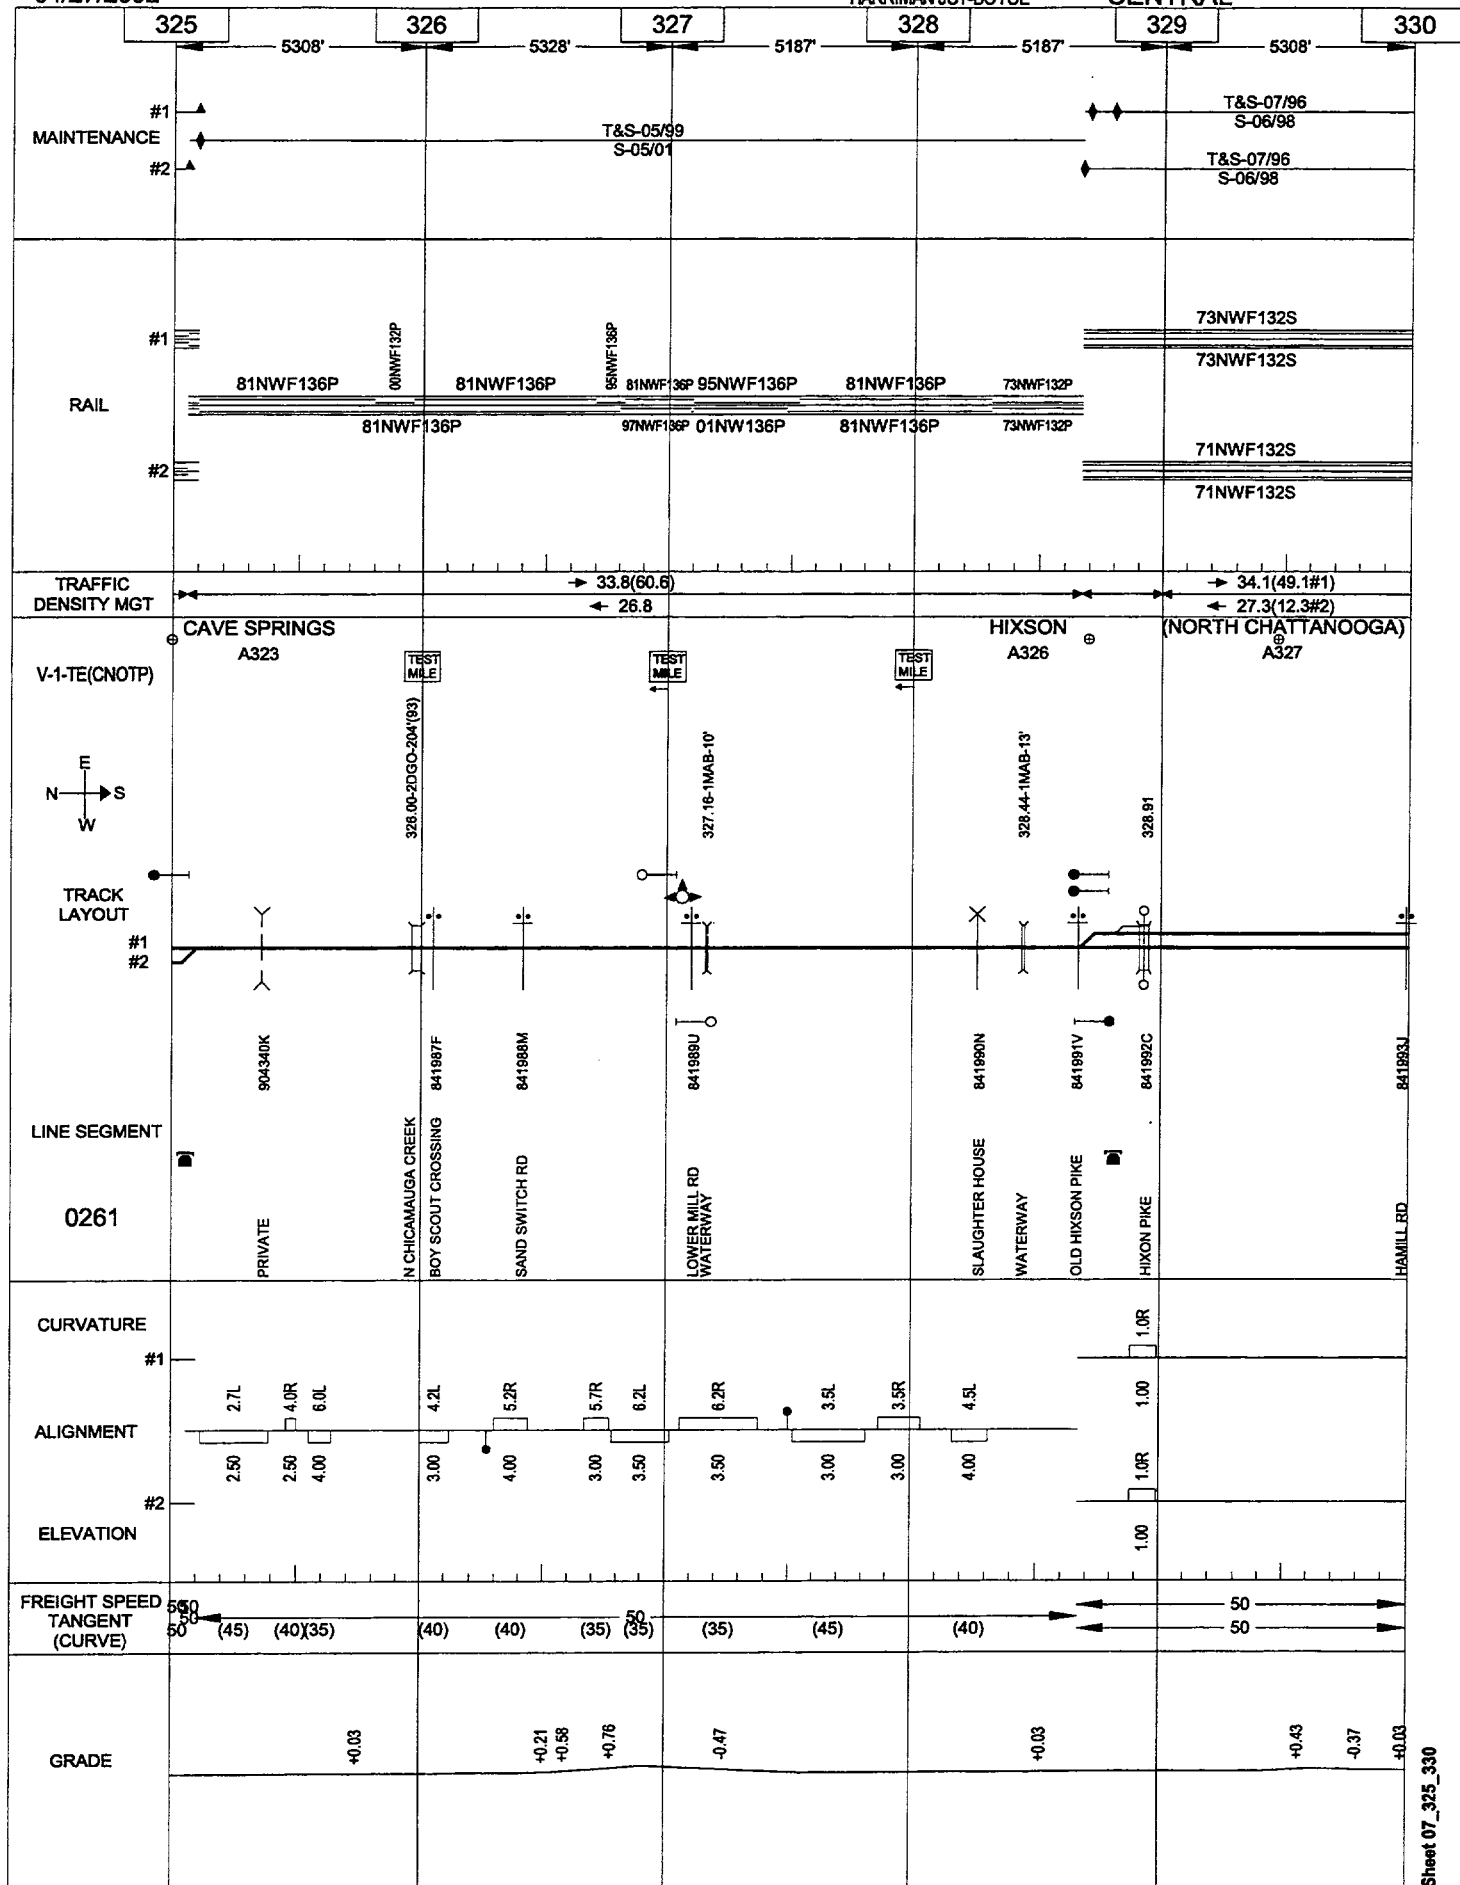 325 326 327 328 329 330
5308' 5328' 5187' 5187' 5308'
#1
MAINTENANCE
#2
T&S-05/99
S-05/01
T&S-07/96
S-06/98
T&S-07/96
S-06/98
#1
RAIL
#2
00NWF132P
95NWF136P
81NWF136P 81NWF136P 81NWF136P 95NWF136P 81NWF136P 73NWF132P
81NWF136P 97NWF136P 01NW136P 81NWF136P 73NWF132P
73NWF132S
73NWF132S
71NWF132S
71NWF132S
TRAFFIC
DENSITY MGT
33.8(60.6)
26.8
34.1(49.1#1)
27.3(12.3#2)
CAVE SPRINGS
A323
HIXSON
A326
(NORTH CHATTANOOGA)
A327
V-1-TE(CNOTP)
TEST
MILE
TEST
MILE
TEST
MILE
326.00-2DGO-204'(93)
327.16-1MAB-10'
328.44-1MAB-13'
328.91
E
N S
W
TRACK
LAYOUT
#1
#2
904340K
841987F
841988M
841989U
841990N
841991V
841992C
841993J
LINE SEGMENT
0261
PRIVATE
N CHICAMAUGA CREEK
BOY SCOUT CROSSING
SAND SWITCH RD
LOWER MILL RD
WATERWAY
SLAUGHTER HOUSE
WATERWAY
OLD HIXSON PIKE
HIXON PIKE
HAMILL RD
CURVATURE
#1
1.0R
1.00
ALIGNMENT
2.7L 4.0R 6.0L 4.2L 5.2R 5.7R 6.2L 6.2R 3.5L 3.5R 4.5L
2.50 2.50 4.00 3.00 4.00 3.00 3.50 3.50 3.00 3.00 4.00
#2
1.0R
1.00
ELEVATION
FREIGHT SPEED
TANGENT
(CURVE)
50
50
50
50
50
50
(45) (40) (35) (40) (40) (35) (35) (35) (45) (40)
GRADE
+0.03 +0.21 +0.58 +0.76 -0.47 +0.03 +0.43 -0.37 +0.03
Sheet 07_325_330